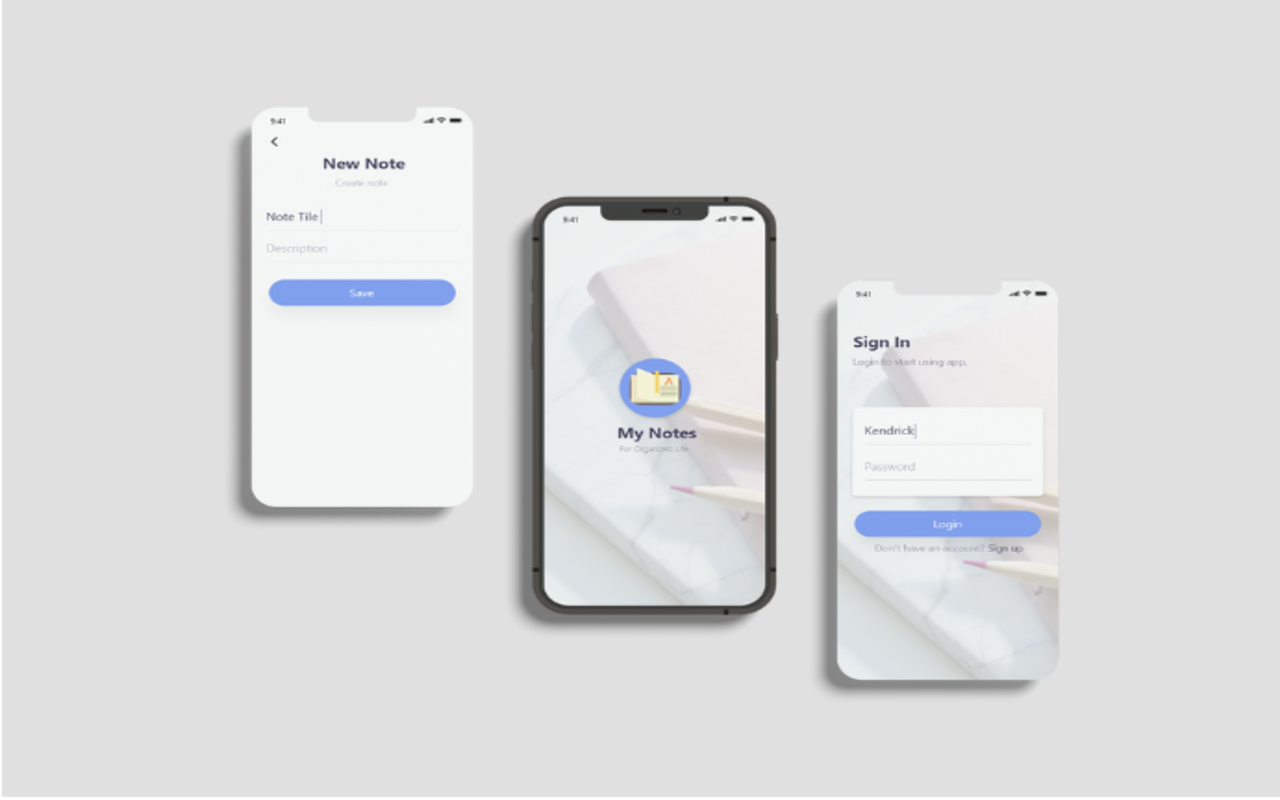 9:41
New Note
Create note
Note Tile
Description
Save
9:41
My Notes
For Organized Life
9:41
Sign In
Login to start using app,
Kendrick
Password
Login
Don't have an account? Sign up